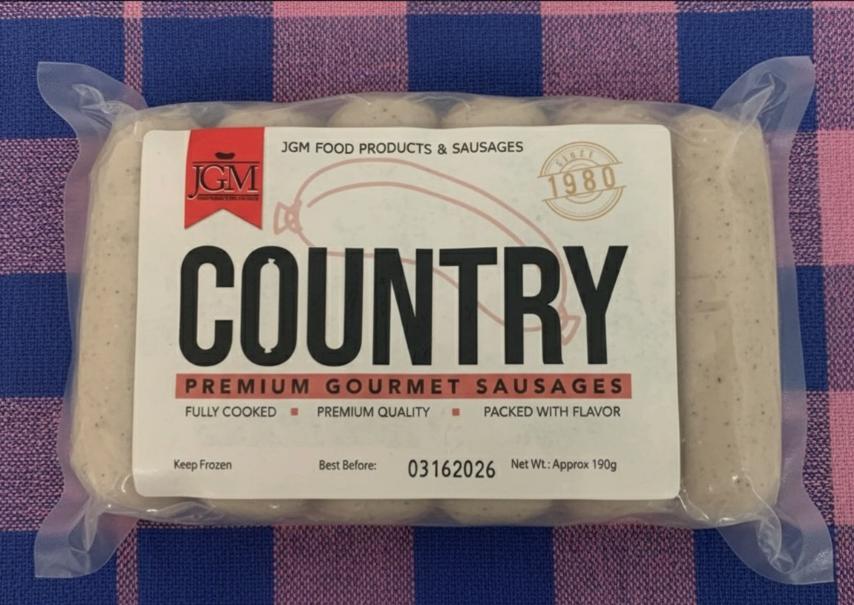 JGM
JGM FOOD PRODUCTS & SAUSAGES
SINCE
1980
COUNTRY
PREMIUM GOURMET SAUSAGES
FULLY COOKED ▪ PREMIUM QUALITY ▪ PACKED WITH FLAVOR
Keep Frozen Best Before: 03162026 Net Wt.: Approx 190g